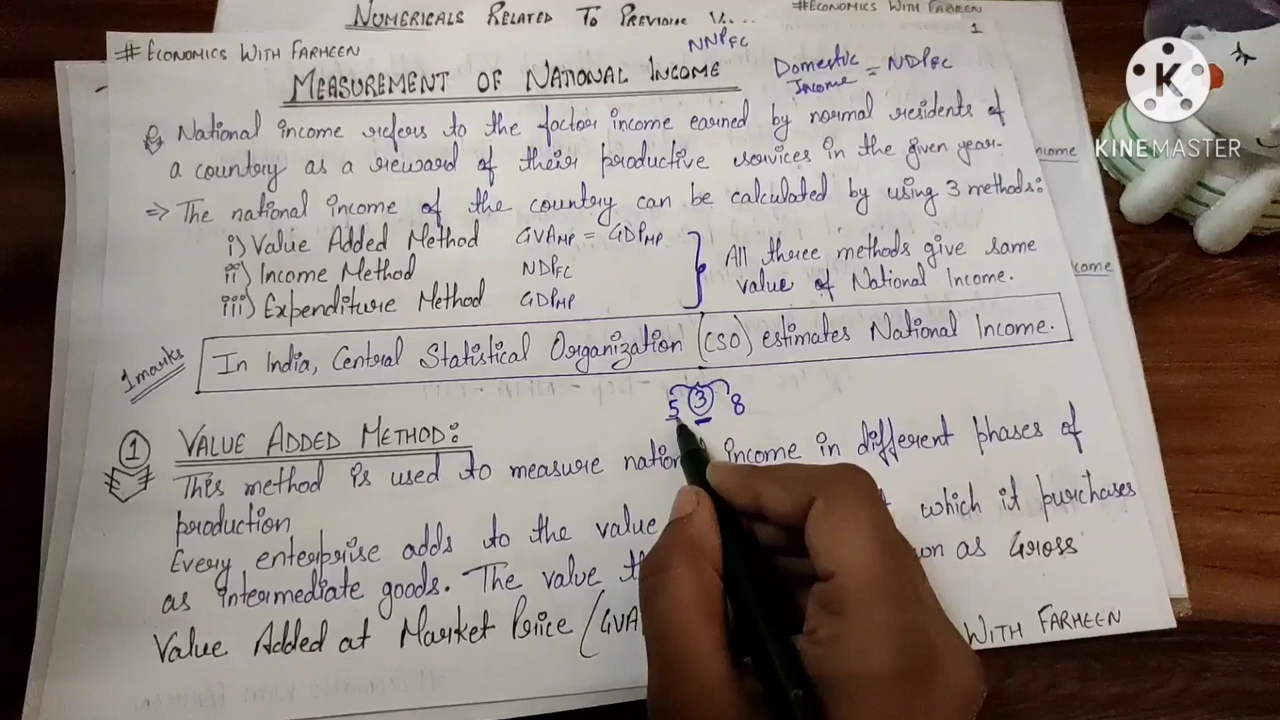 NUMERICALS RELATED TO PREVIOUS
#ECONOMICS WITH FARHEEN
1
#ECONOMICS WITH FARHEEN
NNPFC
MEASUREMENT OF NATIONAL INCOME
Domestic Income = NDPFC
K
KINEMASTER
National income refers to the factor income earned by normal residents of
a country as a reward of their productive services in the given year.
⇒ The national income of the country can be calculated by using 3 methods:
i) Value Added Method GVAMP = GDPMP
ii) Income Method NDPFC
iii) Expenditure Method GDPMP
All three methods give same
value of National Income.
1 marks
In India, Central Statistical Organization (CSO) estimates National Income.
5 3 8
1 VALUE ADDED METHOD:
This method is used to measure nation income in different phases of
production
Every enterprise adds to the value which it purchases
as intermediate goods. The value as Gross
Value Added at Market Price (GVA
WITH FARHEEN